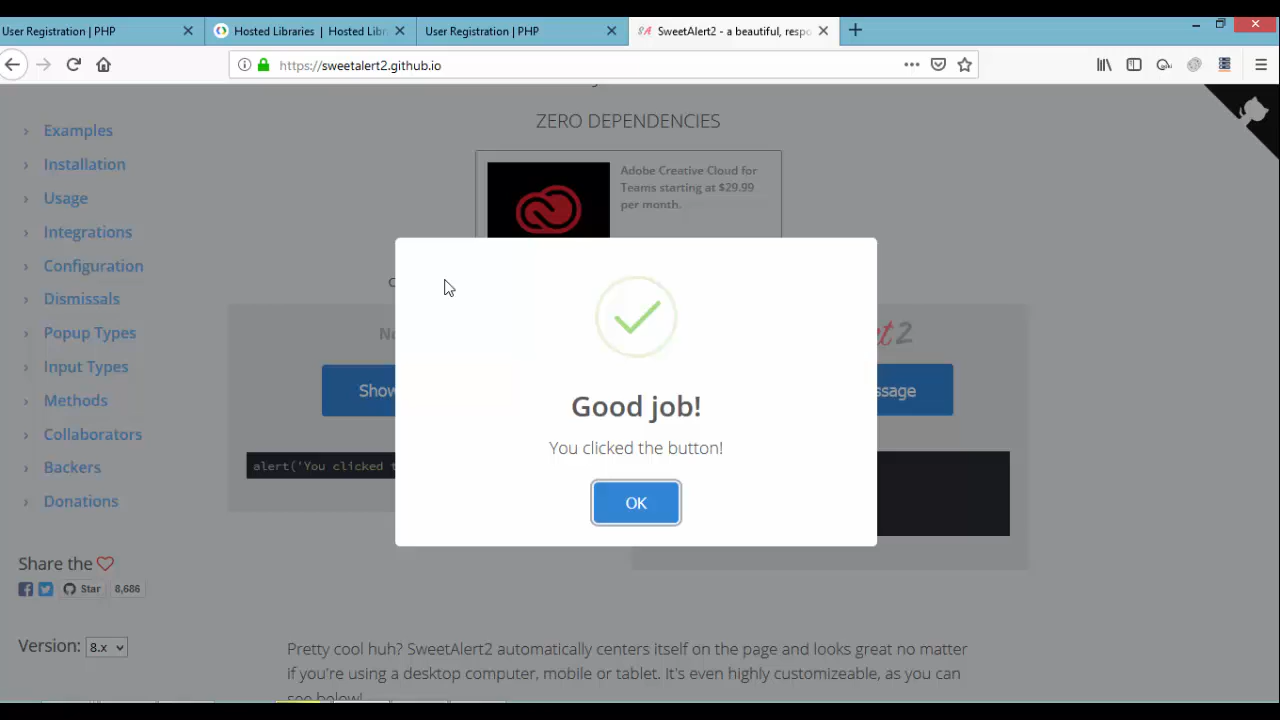 User Registration | PHP
Hosted Libraries | Hosted Libr
User Registration | PHP
SA SweetAlert2 - a beautiful, respo
https://sweetalert2.github.io
ZERO DEPENDENCIES
Examples
Installation
Usage
Integrations
Configuration
Dismissals
Popup Types
Input Types
Methods
Collaborators
Backers
Donations
Share the
Star 8,686
Version: 8.x
Adobe Creative Cloud for
Teams starting at $29.99
per month.
Show
alert('You clicked t
Good job!
You clicked the button!
OK
2
ssage
Pretty cool huh? SweetAlert2 automatically centers itself on the page and looks great no matter
if you're using a desktop computer, mobile or tablet. It's even highly customizeable, as you can
see below!